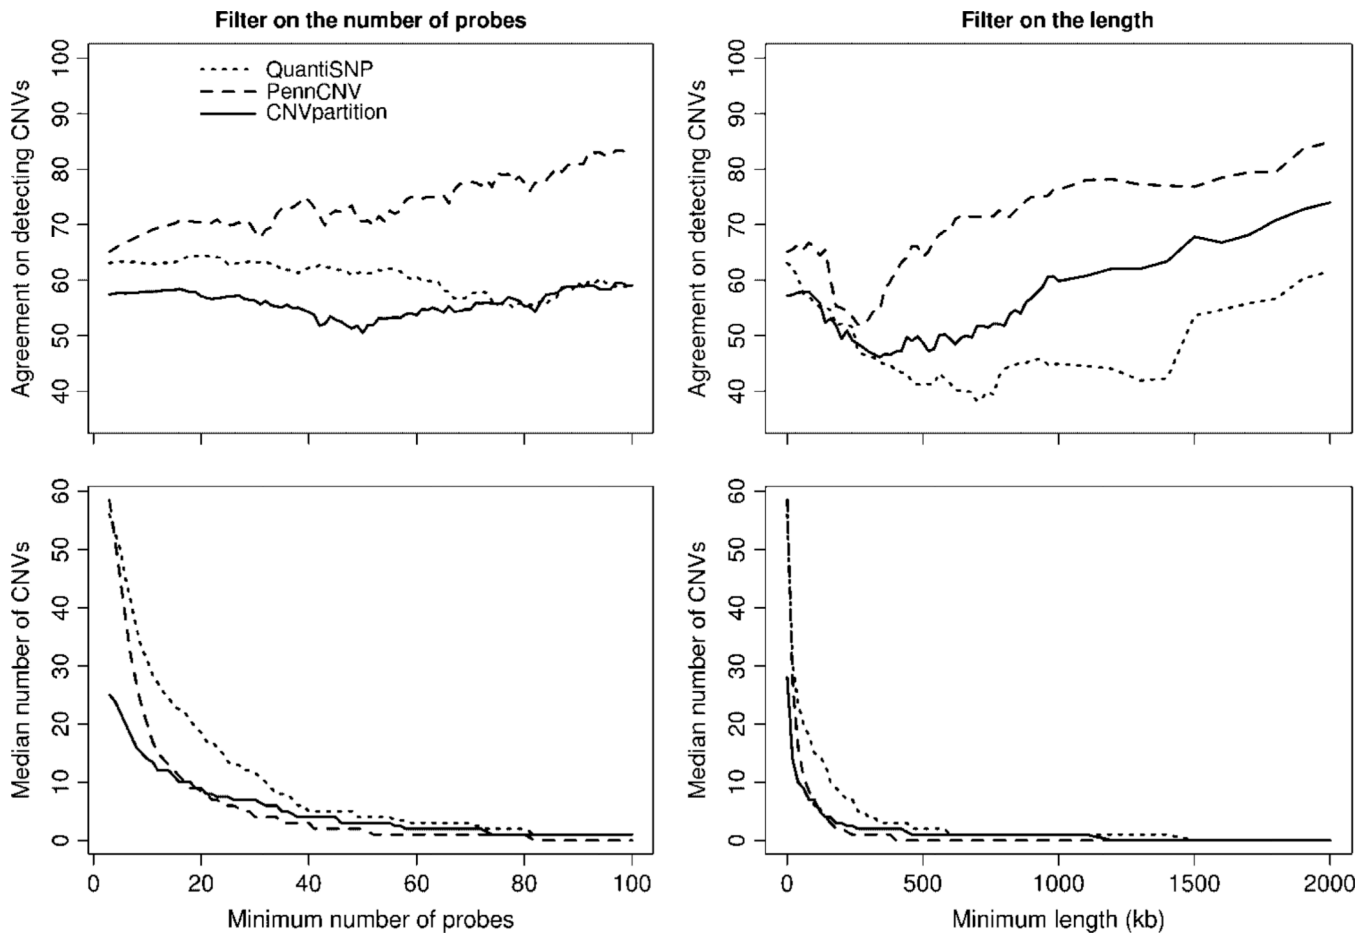 Filter on the number of probes
Filter on the length
Agreement on detecting CNVs
100
90
80
70
60
50
40
QuantiSNP
PennCNV
CNVpartition
Agreement on detecting CNVs
100
90
80
70
60
50
40
Median number of CNVs
60
50
40
30
20
10
0
0 20 40 60 80 100
Minimum number of probes
Median number of CNVs
60
50
40
30
20
10
0
0 500 1000 1500 2000
Minimum length (kb)